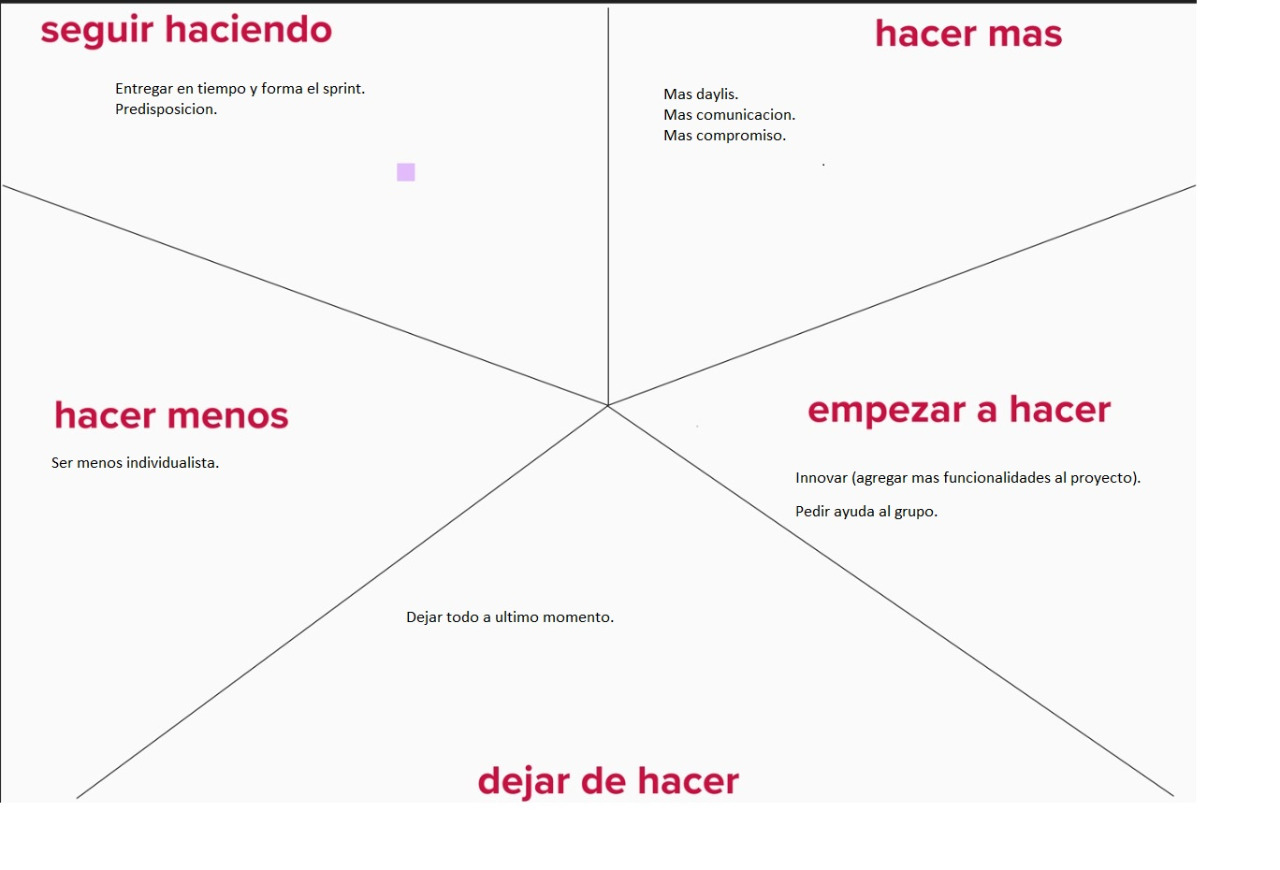 seguir haciendo
Entregar en tiempo y forma el sprint.
Predisposicion.
hacer mas
Mas daylis.
Mas comunicacion.
Mas compromiso.
hacer menos
Ser menos individualista.
empezar a hacer
Innovar (agregar mas funcionalidades al proyecto).
Pedir ayuda al grupo.
Dejar todo a ultimo momento.
dejar de hacer